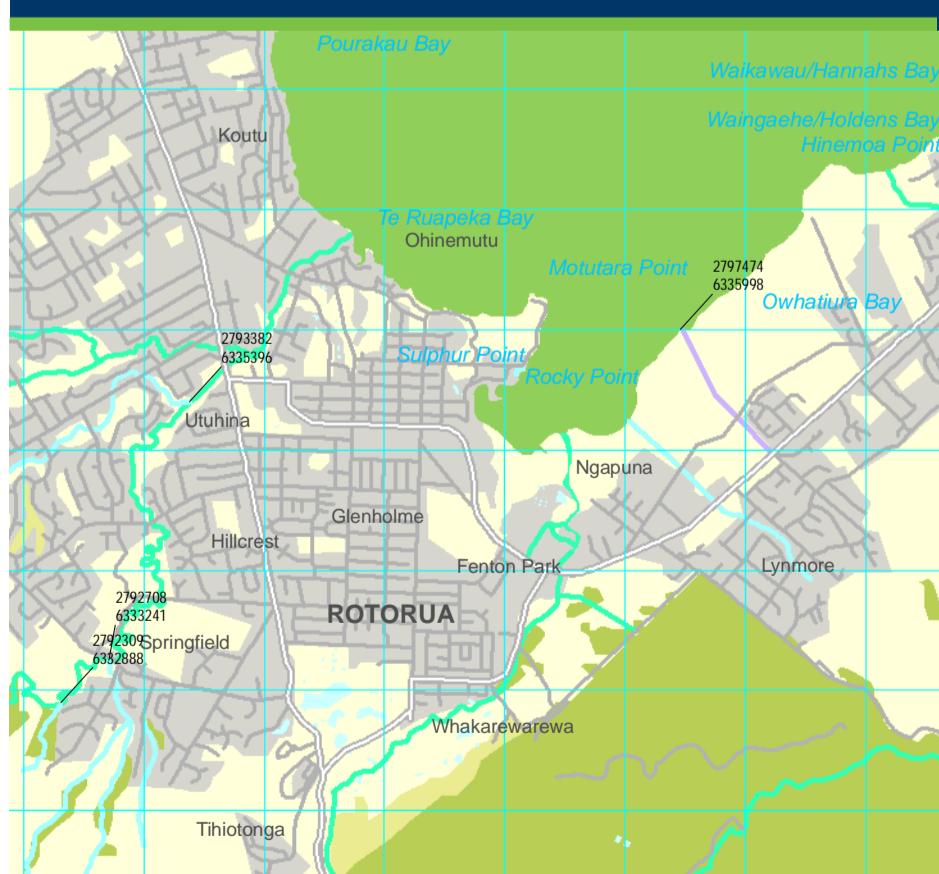 Pourakau Bay
Waikawau/Hannahs Bay
Waingaehe/Holdens Bay
Hinemoa Point
Koutu
Te Ruapeka Bay
Ohinemutu
Motutara Point
2797474
6335998
Owhatiura Bay
2793382
6335396
Sulphur Point
Rocky Point
Utuhina
Ngapuna
Glenholme
Hillcrest
Fenton Park
Lynmore
2792708
6333241
ROTORUA
2792309
6332888
Springfield
Whakarewarewa
Tihiotonga